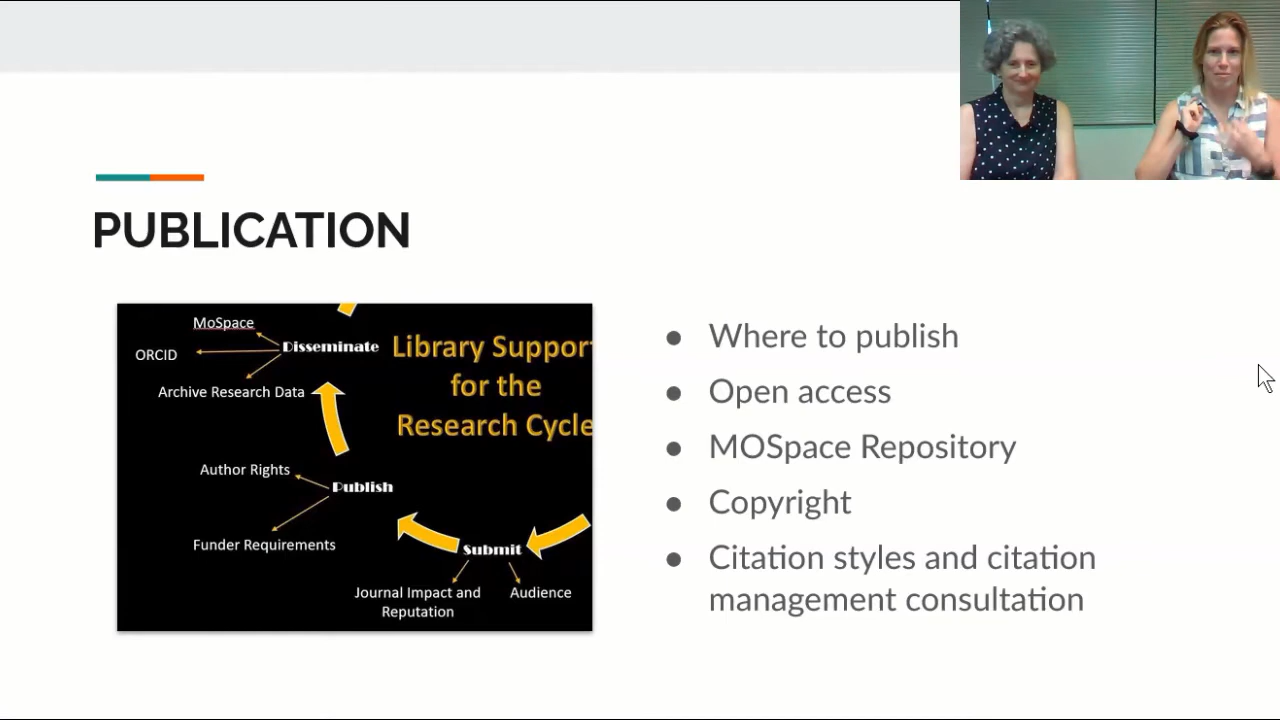 PUBLICATION
MoSpace
Disseminate
ORCID
Archive Research Data
Library Support
for the
Research Cycle
Author Rights
Publish
Funder Requirements
Submit
Journal Impact and
Reputation
Audience
● Where to publish
● Open access
● MOSpace Repository
● Copyright
● Citation styles and citation
management consultation